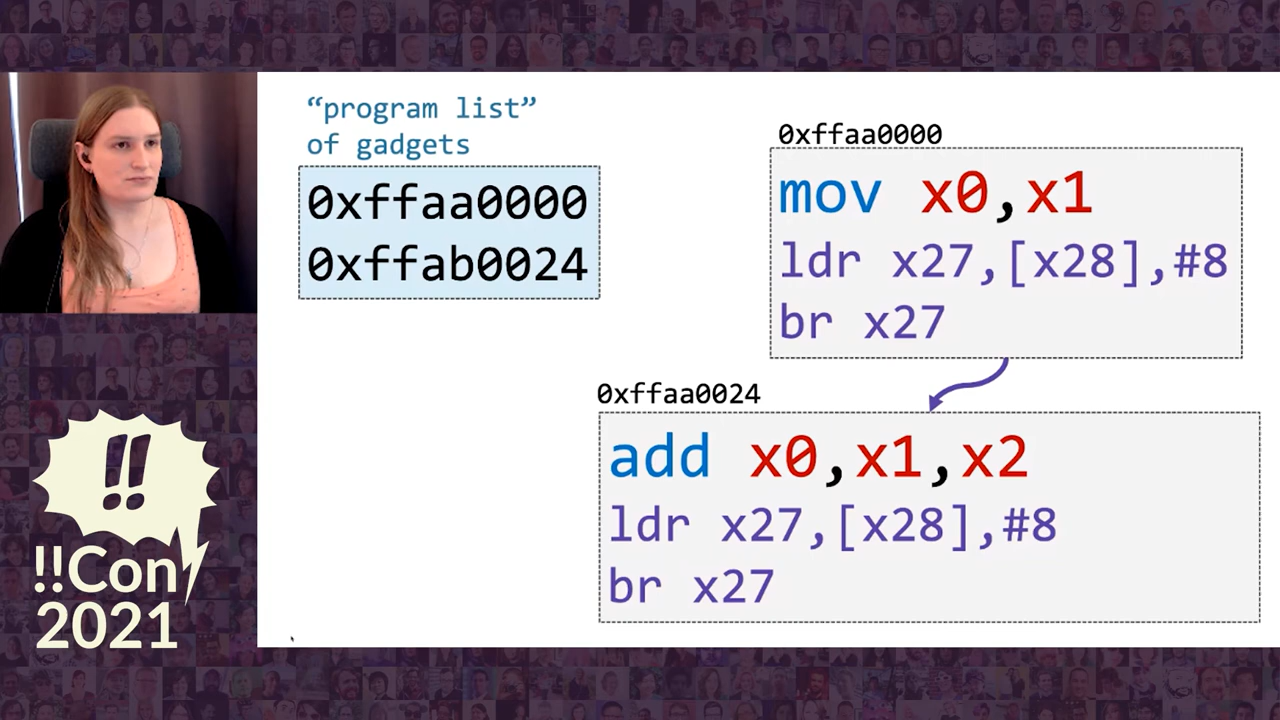 “program list”
of gadgets
0xffaa0000
0xffab0024
0xffaa0000
mov x0,x1
ldr x27,[x28],#8
br x27
0xffaa0024
add x0,x1,x2
ldr x27,[x28],#8
br x27
!!
!!Con
2021